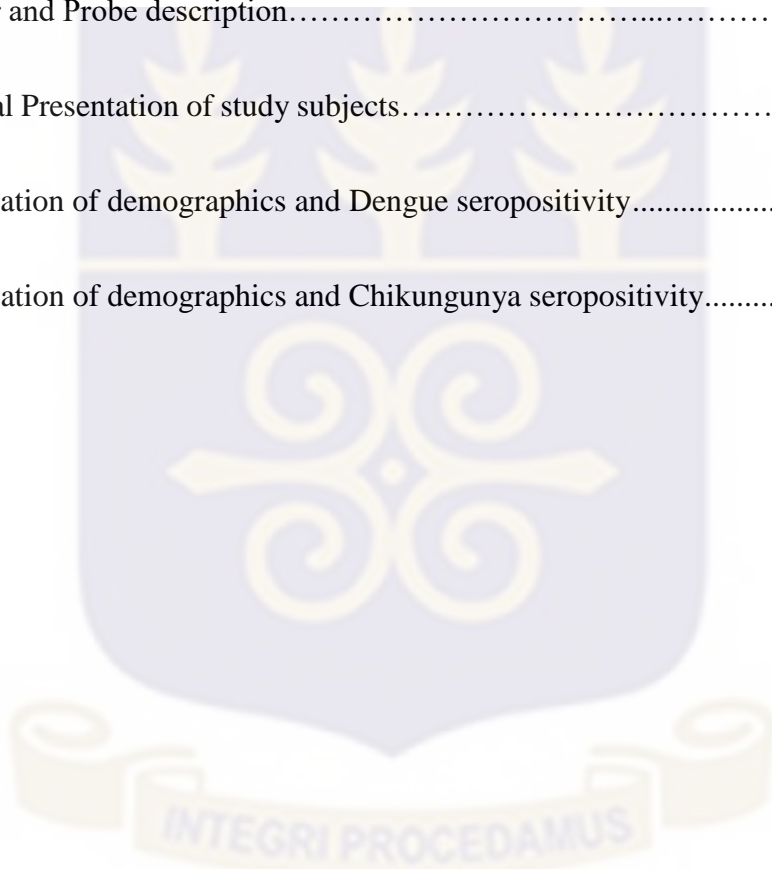 and Probe description……………………………………...…………
al Presentation of study subjects……………………………………
ation of demographics and Dengue seropositivity..................
ation of demographics and Chikungunya seropositivity.........
INTEGRI PROCEDAMUS